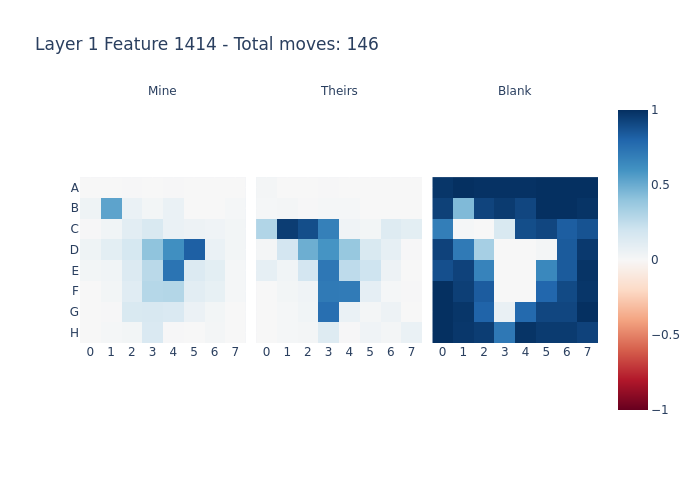 Layer 1 Feature 1414 - Total moves: 146
Mine
Theirs
Blank
A
B
C
D
E
F
G
H
0 1 2 3 4 5 6 7
0 1 2 3 4 5 6 7
0 1 2 3 4 5 6 7
1
0.5
0
−0.5
−1